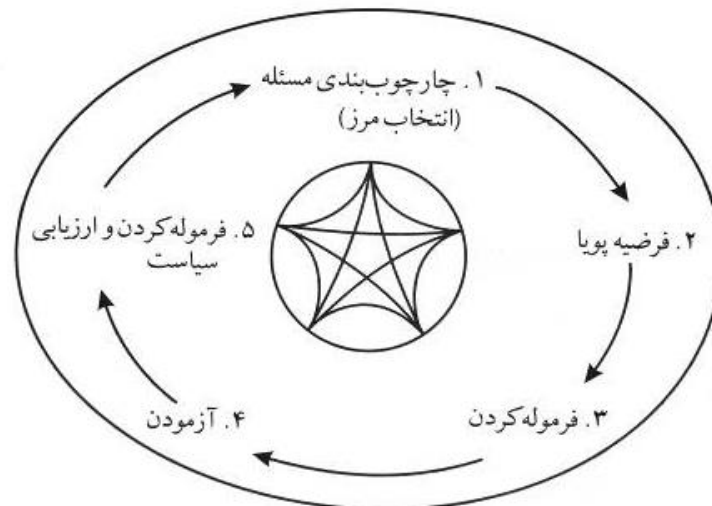 ۱. چارچوب‌بندی مسئله
(انتخاب مرز)
۲. فرضیه پویا
۳. فرموله‌کردن
۴. آزمودن
۵. فرموله‌کردن و ارزیابی
سیاست